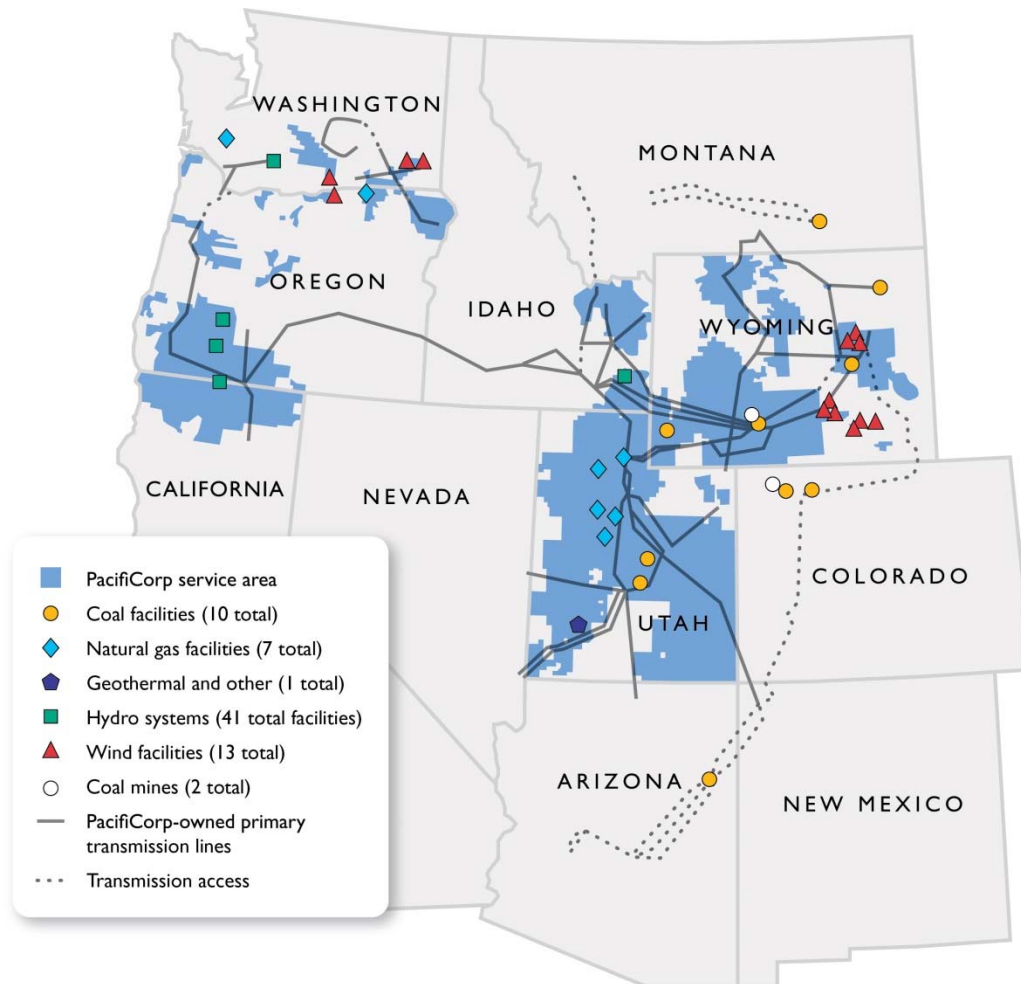 WASHINGTON
MONTANA
OREGON
IDAHO
WYOMING
CALIFORNIA
NEVADA
UTAH
COLORADO
ARIZONA
NEW MEXICO
PacifiCorp service area
Coal facilities (10 total)
Natural gas facilities (7 total)
Geothermal and other (1 total)
Hydro systems (41 total facilities)
Wind facilities (13 total)
Coal mines (2 total)
PacifiCorp-owned primary
transmission lines
Transmission access